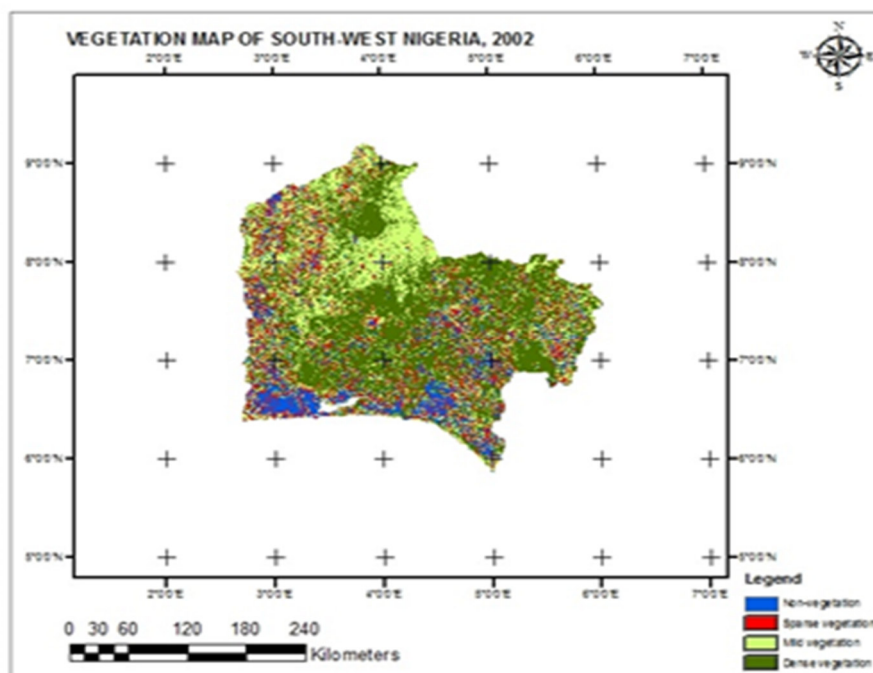 VEGETATION MAP OF SOUTH-WEST NIGERIA, 2002
N
W E
S
2°0'0"E 3°0'0"E 4°0'0"E 5°0'0"E 6°0'0"E 7°0'0"E
9°0'0"N 9°0'0"N
8°0'0"N 8°0'0"N
7°0'0"N 7°0'0"N
6°0'0"N 6°0'0"N
5°0'0"N 5°0'0"N
2°0'0"E 3°0'0"E 4°0'0"E 5°0'0"E 6°0'0"E 7°0'0"E
Legend
Non-vegetation
Sparse vegetation
Mild vegetation
Dense vegetation
0 30 60 120 180 240
Kilometers